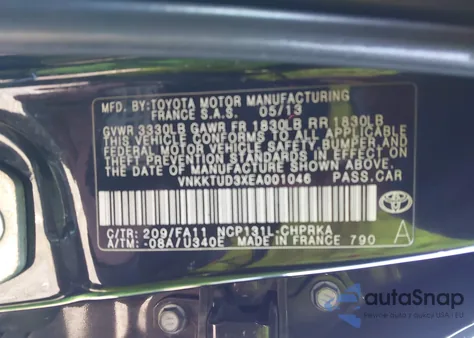 MFD. BY:TOYOTA MOTOR MANUFACTURING
FRANCE S.A.S. 05/13
GVWR 3330LB GAWR FR 1830LB RR 1830LB
THIS VEHICLE CONFORMS TO ALL APPLICABLE
FEDERAL MOTOR VEHICLE SAFETY, BUMPER, AND
THEFT PREVENTION STANDARDS IN EFFECT ON
THE DATE OF MANUFACTURE SHOWN ABOVE.
VNKKTUD3XEA001046 PASS.CAR
C/TR: 209/FA11 NCP131L-CHPRKA
A/TM: -08A/U340E MADE IN FRANCE 790
TOYOTA
A
autoSnap